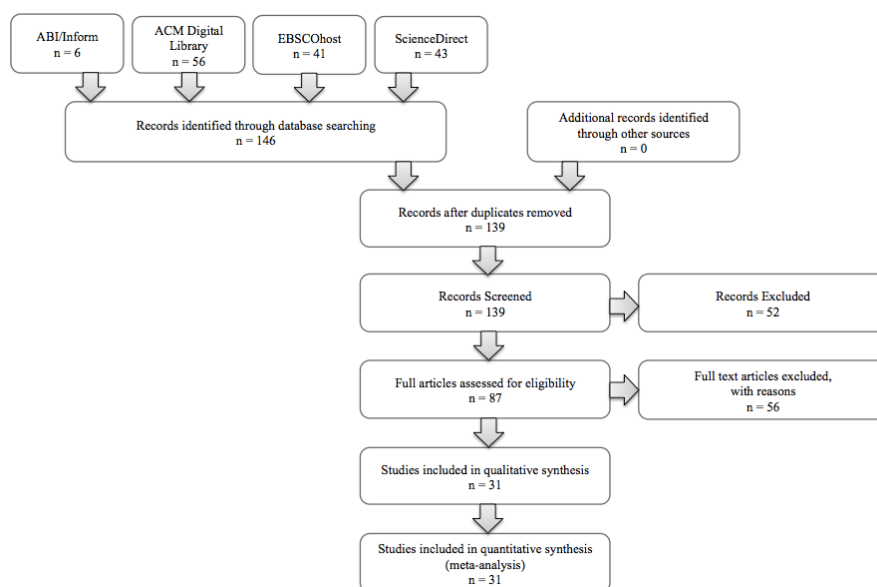 ABI/Inform
n = 6
ACM Digital
Library
n = 56
EBSCOhost
n = 41
ScienceDirect
n = 43
Records identified through database searching
n = 146
Additional records identified
through other sources
n = 0
Records after duplicates removed
n = 139
Records Screened
n = 139
Records Excluded
n = 52
Full articles assessed for eligibility
n = 87
Full text articles excluded,
with reasons
n = 56
Studies included in qualitative synthesis
n = 31
Studies included in quantitative synthesis
(meta-analysis)
n = 31